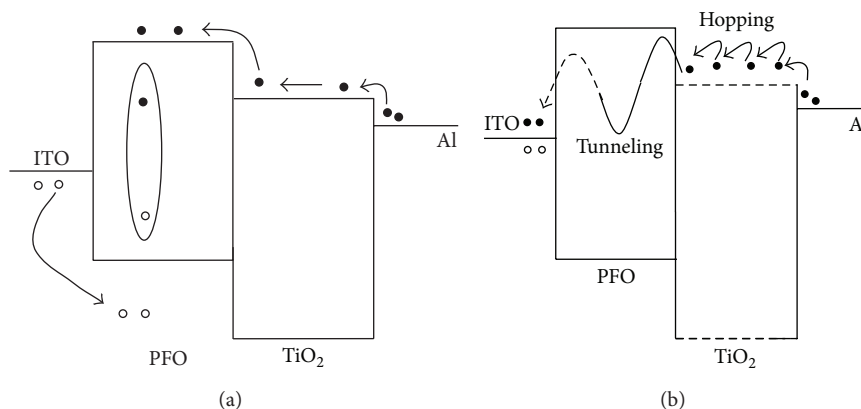 ITO
Al
PFO
TiO₂
(a)
Hopping
ITO
Tunneling
A
PFO
TiO₂
(b)